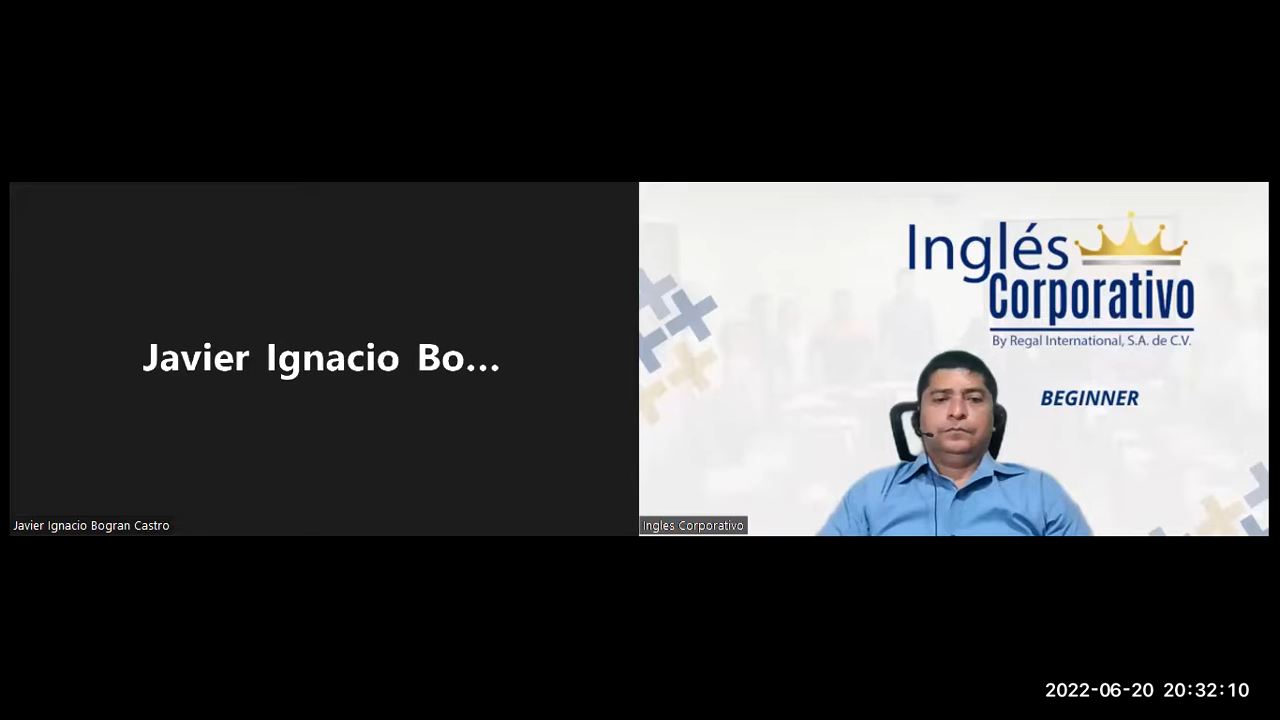 Javier Ignacio Bo...
Javier Ignacio Bogran Castro
Inglés
Corporativo
By Regal International, S.A. de C.V.
BEGINNER
Ingles Corporativo
2022-06-20 20:32:10